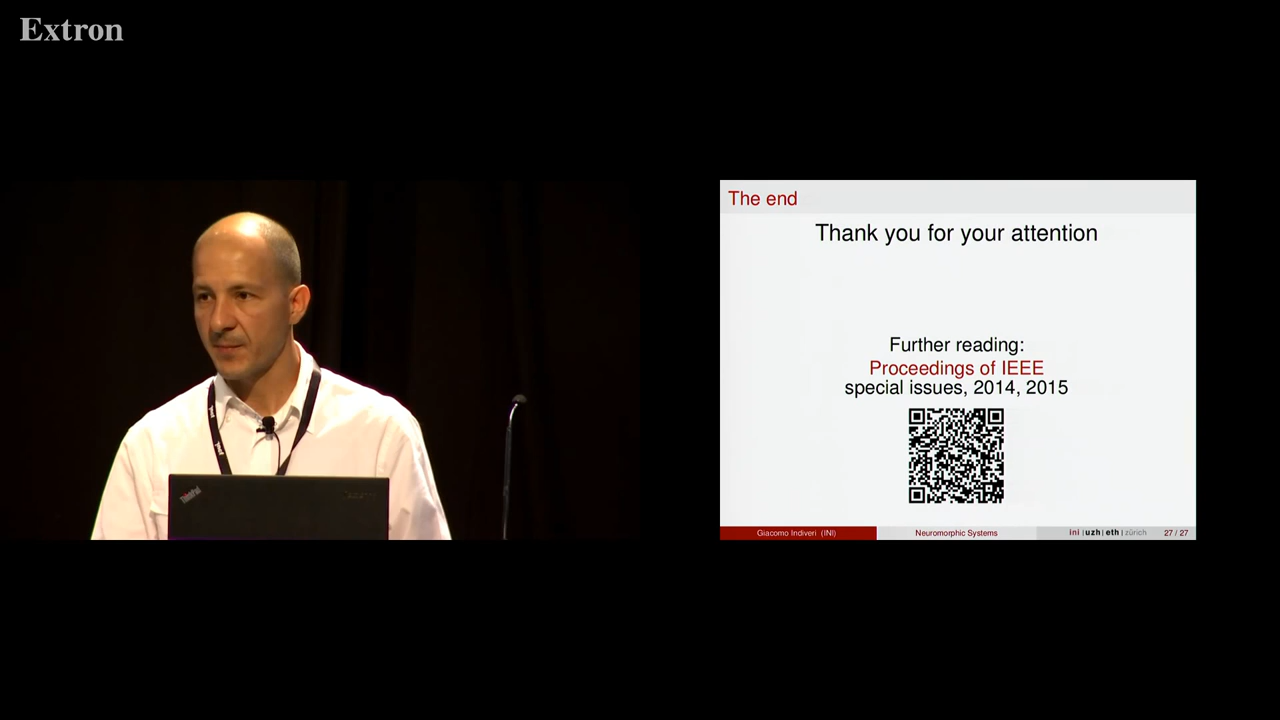 Extron
ThinkPad
The end
Thank you for your attention
Further reading:
Proceedings of IEEE
special issues, 2014, 2015
Giacomo Indiveri (INI)
Neuromorphic Systems
ini | uzh | eth | zürich
27 / 27